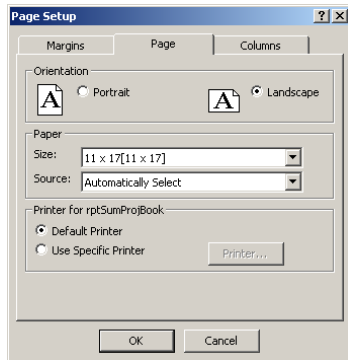 Page Setup
Margins Page Columns
Orientation
A Portrait A Landscape
Paper
Size: 11 x 17[11 x 17]
Source: Automatically Select
Printer for rptSumProjBook
Default Printer
Use Specific Printer Printer...
OK Cancel